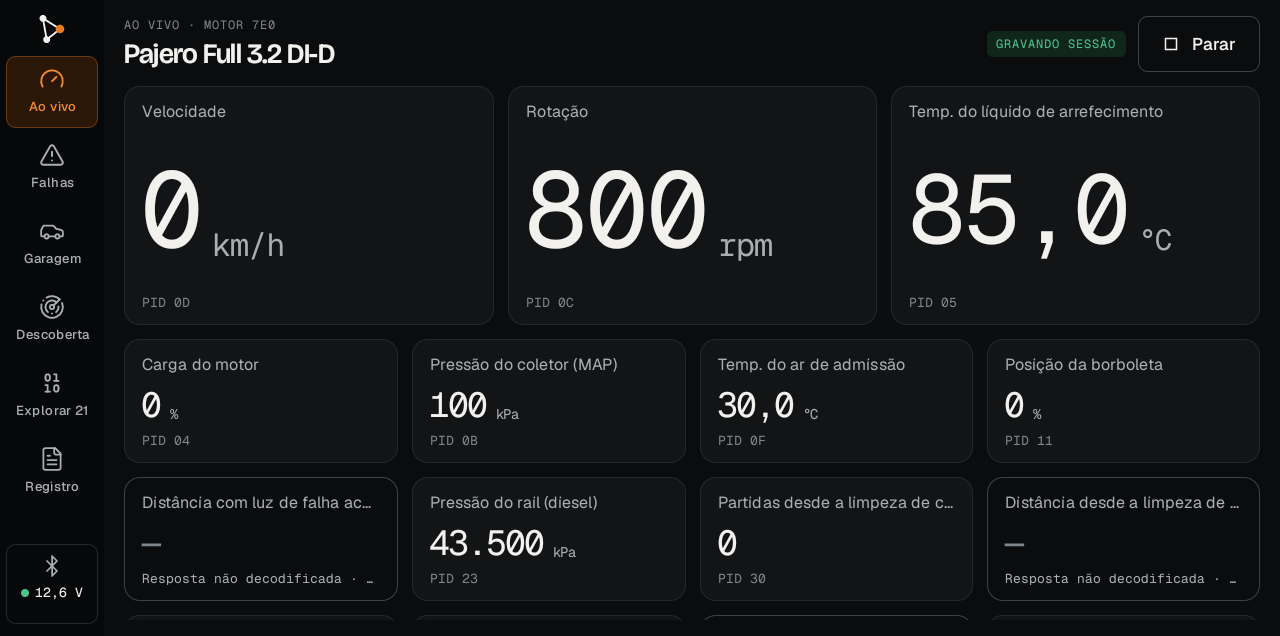 AO VIVO · MOTOR 7E0
Pajero Full 3.2 DI-D
GRAVANDO SESSÃO
Parar
Ao vivo
Falhas
Garagem
Descoberta
Explorar 21
Registro
12,6 V
Velocidade
0 km/h
PID 0D
Rotação
800 rpm
PID 0C
Temp. do líquido de arrefecimento
85,0 °C
PID 05
Carga do motor
0 %
PID 04
Pressão do coletor (MAP)
100 kPa
PID 0B
Temp. do ar de admissão
30,0 °C
PID 0F
Posição da borboleta
0 %
PID 11
Distância com luz de falha ac…
—
Resposta não decodificada · …
Pressão do rail (diesel)
43.500 kPa
PID 23
Partidas desde a limpeza de c…
0
PID 30
Distância desde a limpeza de …
—
Resposta não decodificada · …